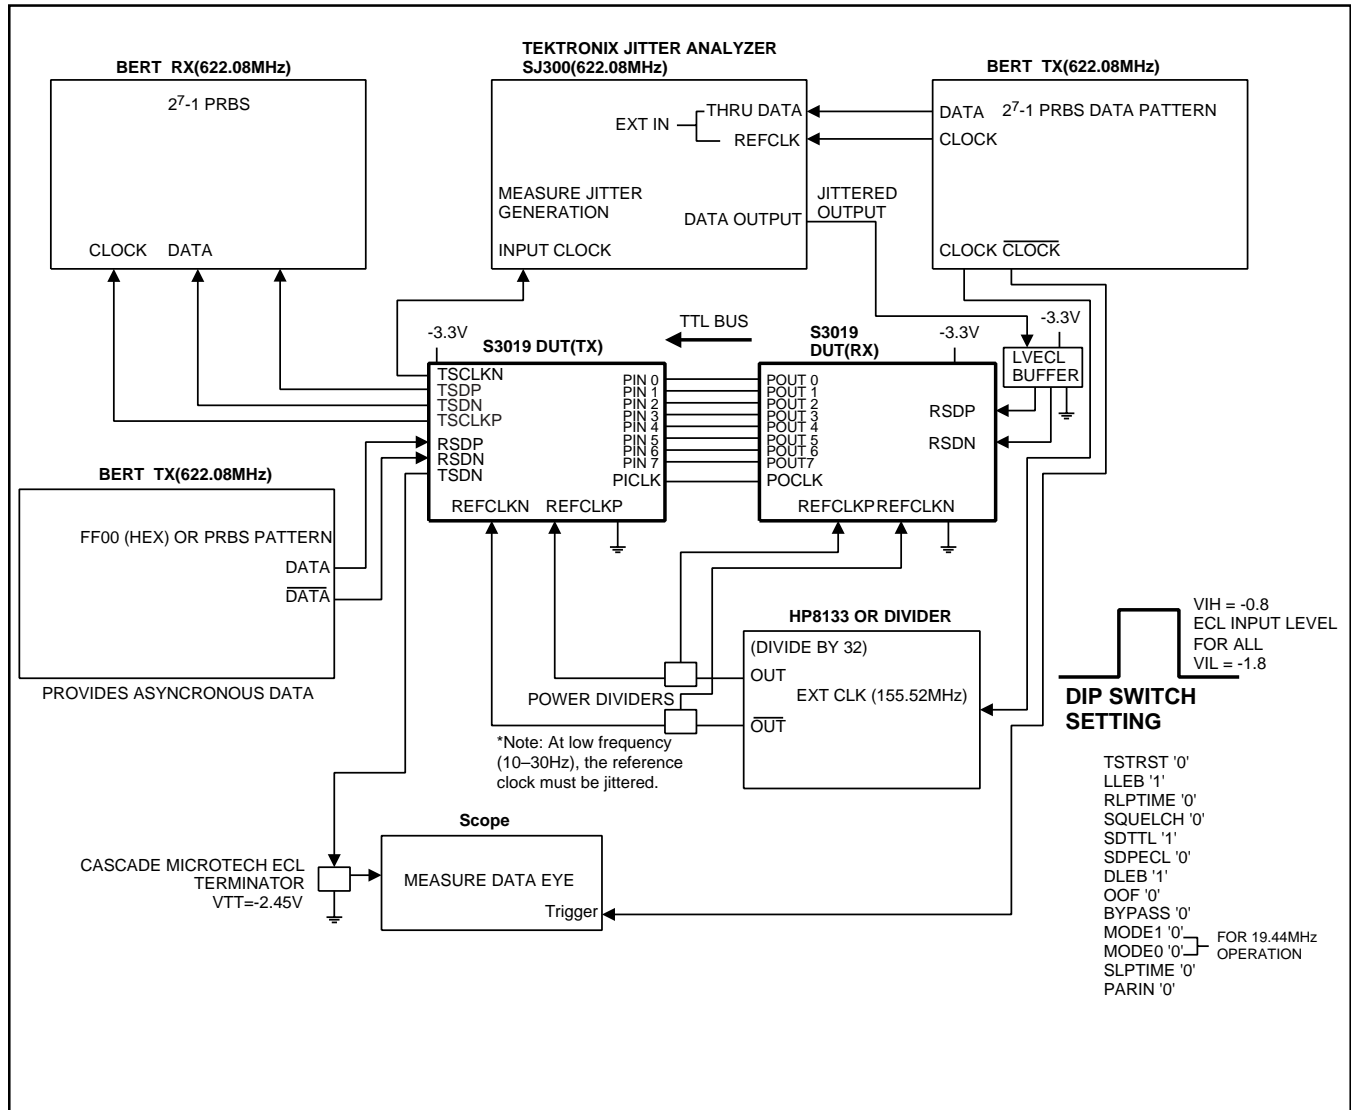 TEKTRONIX JITTER ANALYZER
SJ300(622.08MHz)
BERT RX(622.08MHz)
2⁷-1 PRBS
CLOCK DATA
EXT IN
THRU DATA
REFCLK
MEASURE JITTER
GENERATION
DATA OUTPUT
INPUT CLOCK
JITTERED
OUTPUT
BERT TX(622.08MHz)
DATA 2⁷-1 PRBS DATA PATTERN
CLOCK
CLOCK CLOCK
-3.3V
S3019 DUT(TX)
TTL BUS
S3019
DUT(RX)
-3.3V
-3.3V
LVECL
BUFFER
TSCLKN
TSDP
TSDN
TSCLKP
RSDP
RSDN
TSDN
REFCLKN REFCLKP
PIN 0
PIN 1
PIN 2
PIN 3
PIN 4
PIN 5
PIN 6
PIN 7
PICLK
POUT 0
POUT 1
POUT 2
POUT 3
POUT 4
POUT 5
POUT 6
POUT7
POCLK
RSDP
RSDN
REFCLKP REFCLKN
BERT TX(622.08MHz)
FF00 (HEX) OR PRBS PATTERN
DATA
DATA
PROVIDES ASYNCRONOUS DATA
HP8133 OR DIVIDER
(DIVIDE BY 32)
OUT
EXT CLK (155.52MHz)
OUT
POWER DIVIDERS
*Note: At low frequency
(10–30Hz), the reference
clock must be jittered.
VIH = -0.8
ECL INPUT LEVEL
FOR ALL
VIL = -1.8
DIP SWITCH
SETTING
TSTRST '0'
LLEB '1'
RLPTIME '0'
SQUELCH '0'
SDTTL '1'
SDPECL '0'
DLEB '1'
OOF '0'
BYPASS '0'
MODE1 '0'
MODE0 '0'
FOR 19.44MHz
OPERATION
SLPTIME '0'
PARIN '0'
Scope
MEASURE DATA EYE
Trigger
CASCADE MICROTECH ECL
TERMINATOR
VTT=-2.45V